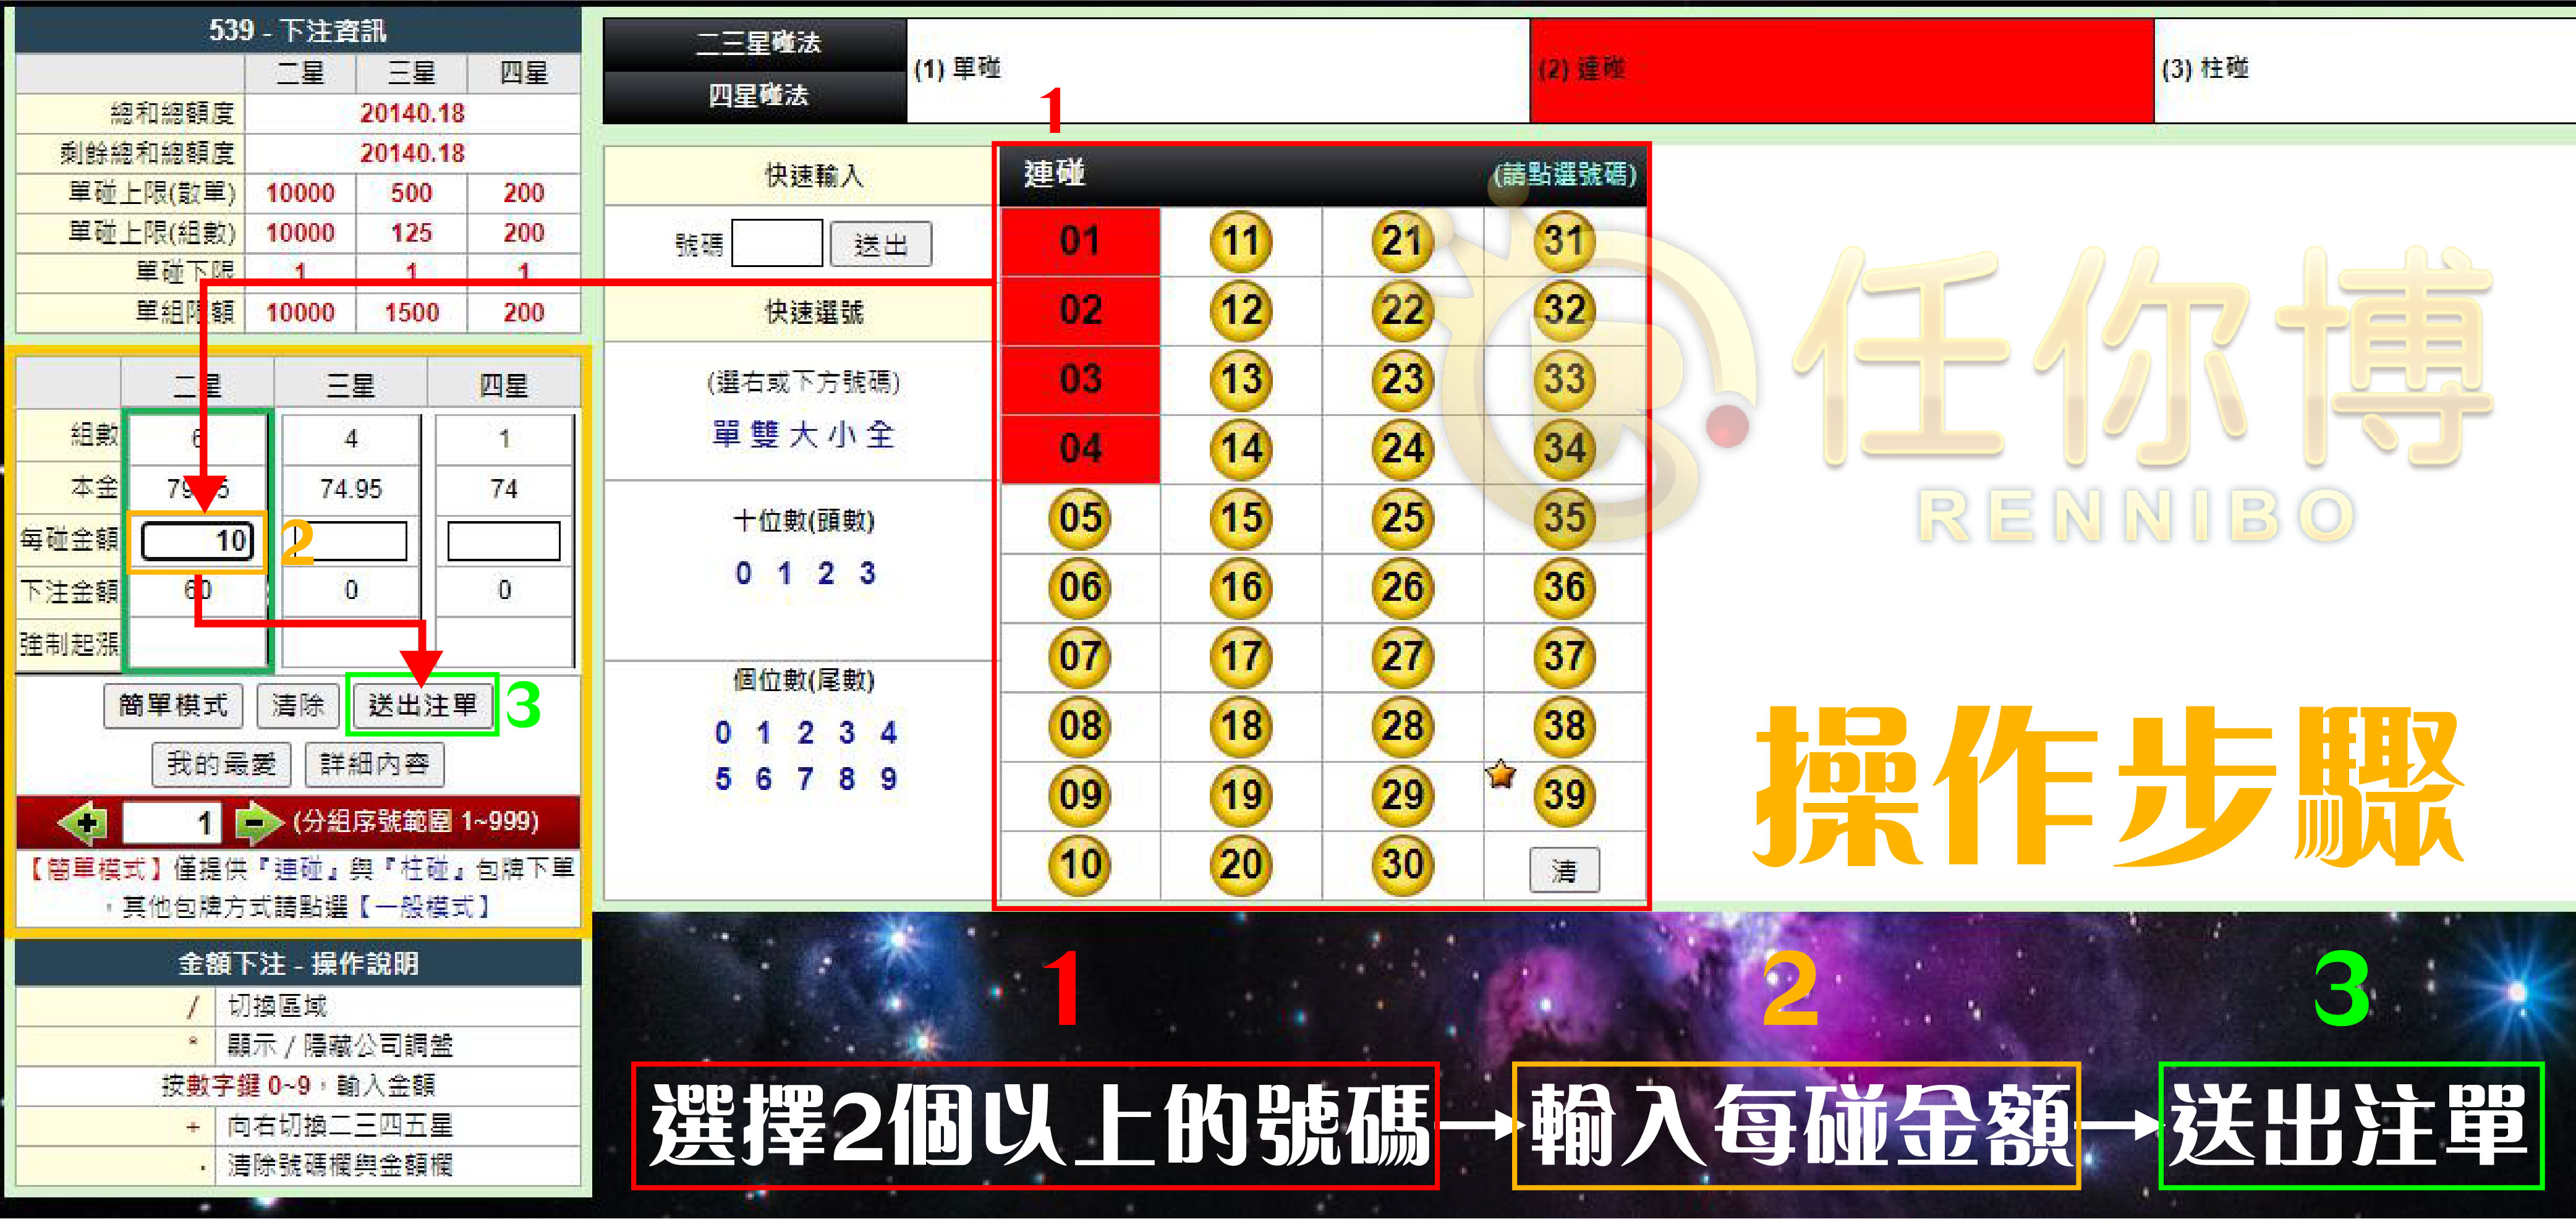 539 - 下注資訊
二星 三星 四星
總和總額度 20140.18
剩餘總和總額度 20140.18
單碰上限(散單) 10000 500 200
單碰上限(組數) 10000 125 200
單碰下限 1 1 1
單組限額 10000 1500 200
二星 三星 四星
組數 6 4 1
本金 79 5 74.95 74
每碰金額 10 2
下注金額 60 0 0
強制起漲
簡單模式 清除 送出注單 3
我的最愛 詳細內容
+ 1 - (分組序號範圍 1~999)
【簡單模式】僅提供『連碰』與『柱碰』包牌下單
，其他包牌方式請點選【一般模式】
金額下注 - 操作說明
/ 切換區域
* 顯示 / 隱藏公司調盤
按數字鍵 0~9，輸入金額
+ 向右切換二三四五星
. 清除號碼欄與金額欄
二三星碰法
四星碰法
(1) 單碰 (2) 連碰 (3) 柱碰
1
快速輸入
號碼 送出
快速選號
(選右或下方號碼)
單 雙 大 小 全
十位數(頭數)
0 1 2 3
個位數(尾數)
0 1 2 3 4
5 6 7 8 9
連碰 (請點選號碼)
01 11 21 31
02 12 22 32
03 13 23 33
04 14 24 34
05 15 25 35
06 16 26 36
07 17 27 37
08 18 28 38
09 19 29 39
10 20 30 清
任你博
RENNIBO
操作步驟
1 2 3
選擇2個以上的號碼→輸入每碰金額→送出注單